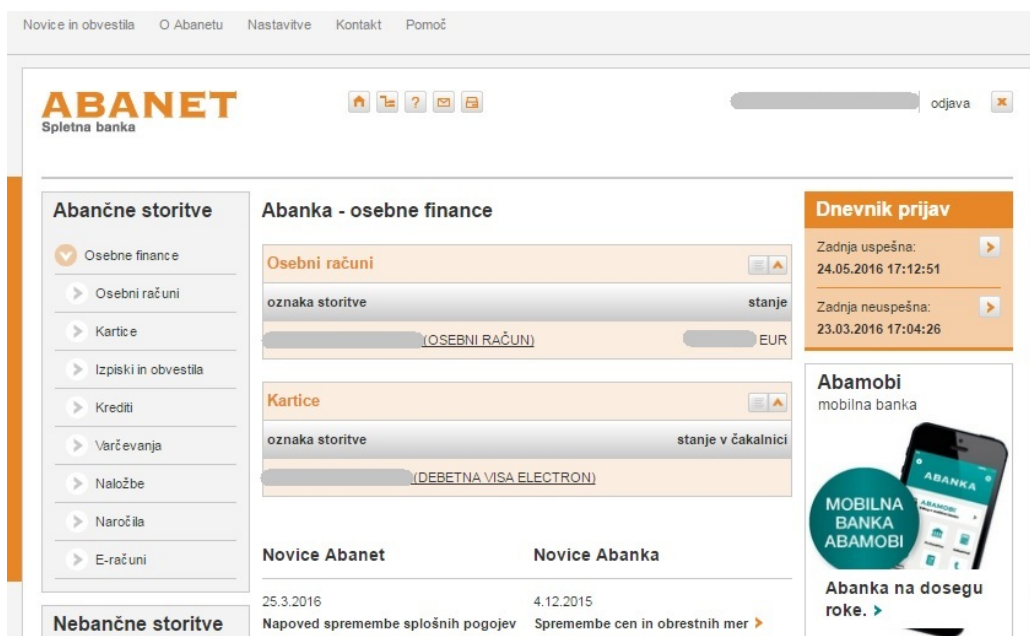 Novice in obvestila O Abanetu Nastavitve Kontakt Pomoč
ABANET
Spletna banka
odjava
Abančne storitve
Osebne finance
Osebni računi
Kartice
Izpiski in obvestila
Krediti
Varčevanja
Naložbe
Naročila
E-računi
Nebančne storitve
Abanka - osebne finance
Osebni računi
oznaka storitve stanje
(OSEBNI RAČUN) EUR
Kartice
oznaka storitve stanje v čakalnici
(DEBETNA VISA ELECTRON)
Novice Abanet
25.3.2016
Napoved spremembe splošnih pogojev
Novice Abanka
4.12.2015
Spremembe cen in obrestnih mer
Dnevnik prijav
Zadnja uspešna:
24.05.2016 17:12:51
Zadnja neuspešna:
23.03.2016 17:04:26
Abamobi
mobilna banka
ABANKA
ABAMOBI
MOBILNA
BANKA
ABAMOBI
Abanka na dosegu
roke.